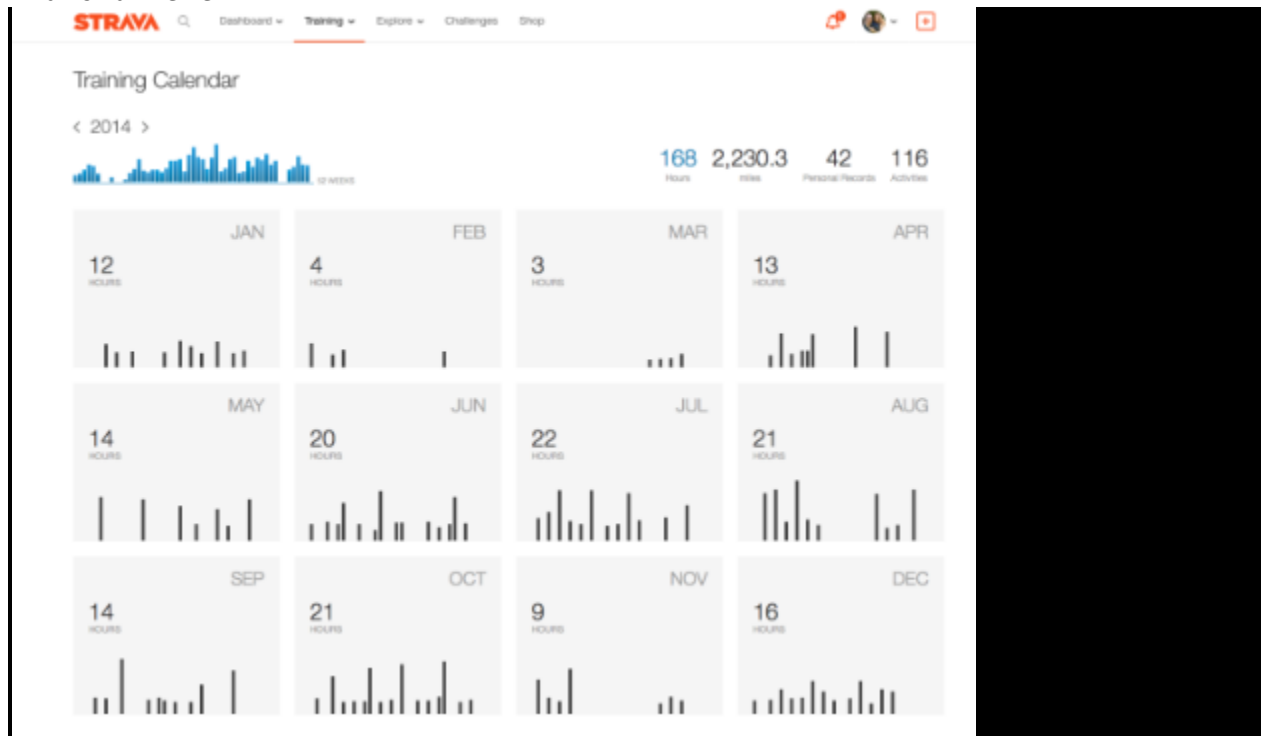 STRAVA Dashboard Training Explore Challenges Shop
Training Calendar
< 2014 >
168 2,230.3 42 116
Hours miles Personal Records Activities
12 WEEKS
JAN FEB MAR APR
12 4 3 13
HOURS HOURS HOURS HOURS
MAY JUN JUL AUG
14 20 22 21
HOURS HOURS HOURS HOURS
SEP OCT NOV DEC
14 21 9 16
HOURS HOURS HOURS HOURS